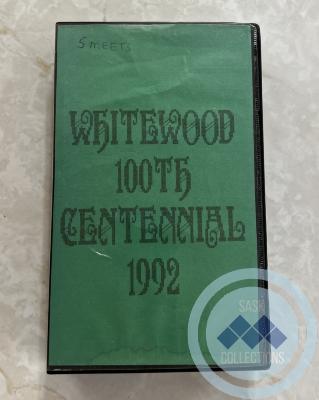 Smeets
WHITEWOOD
100TH
CENTENNIAL
1992
SASK
COLLECTIONS